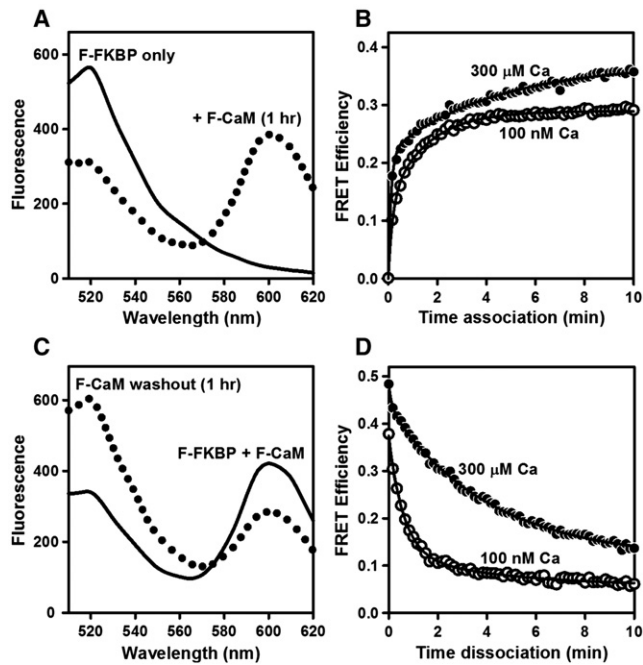 A
F-FKBP only
+ F-CaM (1 hr)
Fluorescence
600
400
200
0
520 540 560 580 600 620
Wavelength (nm)
B
300 μM Ca
100 nM Ca
FRET Efficiency
0.4
0.3
0.2
0.1
0.0
0 2 4 6 8 10
Time association (min)
C
F-CaM washout (1 hr)
F-FKBP + F-CaM
Fluorescence
600
400
200
0
520 540 560 580 600 620
Wavelength (nm)
D
300 μM Ca
100 nM Ca
FRET Efficiency
0.5
0.4
0.3
0.2
0.1
0.0
0 2 4 6 8 10
Time dissociation (min)